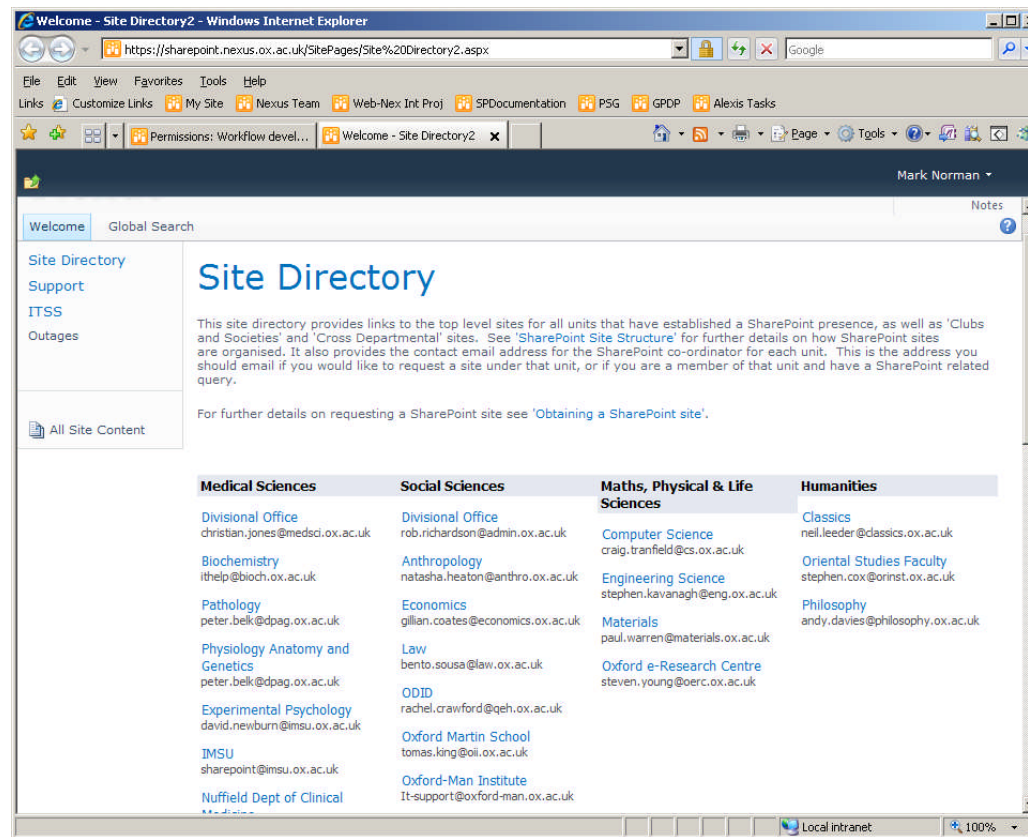 Welcome - Site Directory2 - Windows Internet Explorer
https://sharepoint.nexus.ox.ac.uk/SitePages/Site%20Directory2.aspx
Google
File Edit View Favorites Tools Help
Links Customize Links My Site Nexus Team Web-Nex Int Proj SPDocumentation PSG GPDP Alexis Tasks
Permissions: Workflow devel... Welcome - Site Directory2 Page Tools
Mark Norman
Notes
Welcome Global Search
Site Directory
Support
ITSS
Outages
All Site Content
Site Directory
This site directory provides links to the top level sites for all units that have established a SharePoint presence, as well as 'Clubs
and Societies' and 'Cross Departmental' sites. See 'SharePoint Site Structure' for further details on how SharePoint sites
are organised. It also provides the contact email address for the SharePoint co-ordinator for each unit. This is the address you
should email if you would like to request a site under that unit, or if you are a member of that unit and have a SharePoint related
query.
For further details on requesting a SharePoint site see 'Obtaining a SharePoint site'.
Medical Sciences
Divisional Office
christian.jones@medsci.ox.ac.uk
Biochemistry
ithelp@bioch.ox.ac.uk
Pathology
peter.belk@dpag.ox.ac.uk
Physiology Anatomy and
Genetics
peter.belk@dpag.ox.ac.uk
Experimental Psychology
david.newburn@imsu.ox.ac.uk
IMSU
sharepoint@imsu.ox.ac.uk
Nuffield Dept of Clinical
Medicine
Social Sciences
Divisional Office
rob.richardson@admin.ox.ac.uk
Anthropology
natasha.heaton@anthro.ox.ac.uk
Economics
gillian.coates@economics.ox.ac.uk
Law
bento.sousa@law.ox.ac.uk
ODID
rachel.crawford@qeh.ox.ac.uk
Oxford Martin School
tomas.king@oii.ox.ac.uk
Oxford-Man Institute
It-support@oxford-man.ox.ac.uk
Maths, Physical & Life
Sciences
Computer Science
craig.tranfield@cs.ox.ac.uk
Engineering Science
stephen.kavanagh@eng.ox.ac.uk
Materials
paul.warren@materials.ox.ac.uk
Oxford e-Research Centre
steven.young@oerc.ox.ac.uk
Humanities
Classics
neil.leeder@classics.ox.ac.uk
Oriental Studies Faculty
stephen.cox@orinst.ox.ac.uk
Philosophy
andy.davies@philosophy.ox.ac.uk
Local intranet 100%